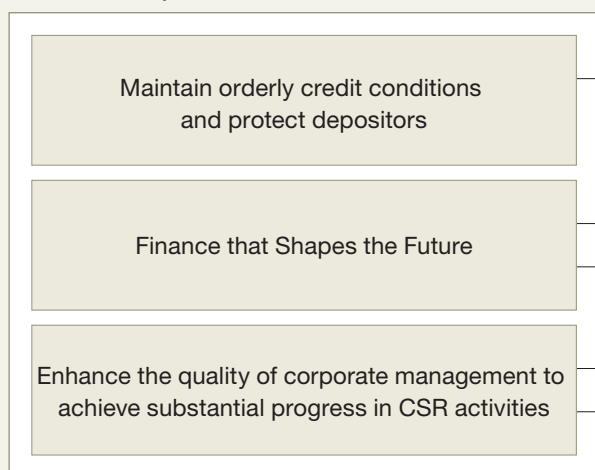 Maintain orderly credit conditions
and protect depositors
Finance that Shapes the Future
Enhance the quality of corporate management to
achieve substantial progress in CSR activities